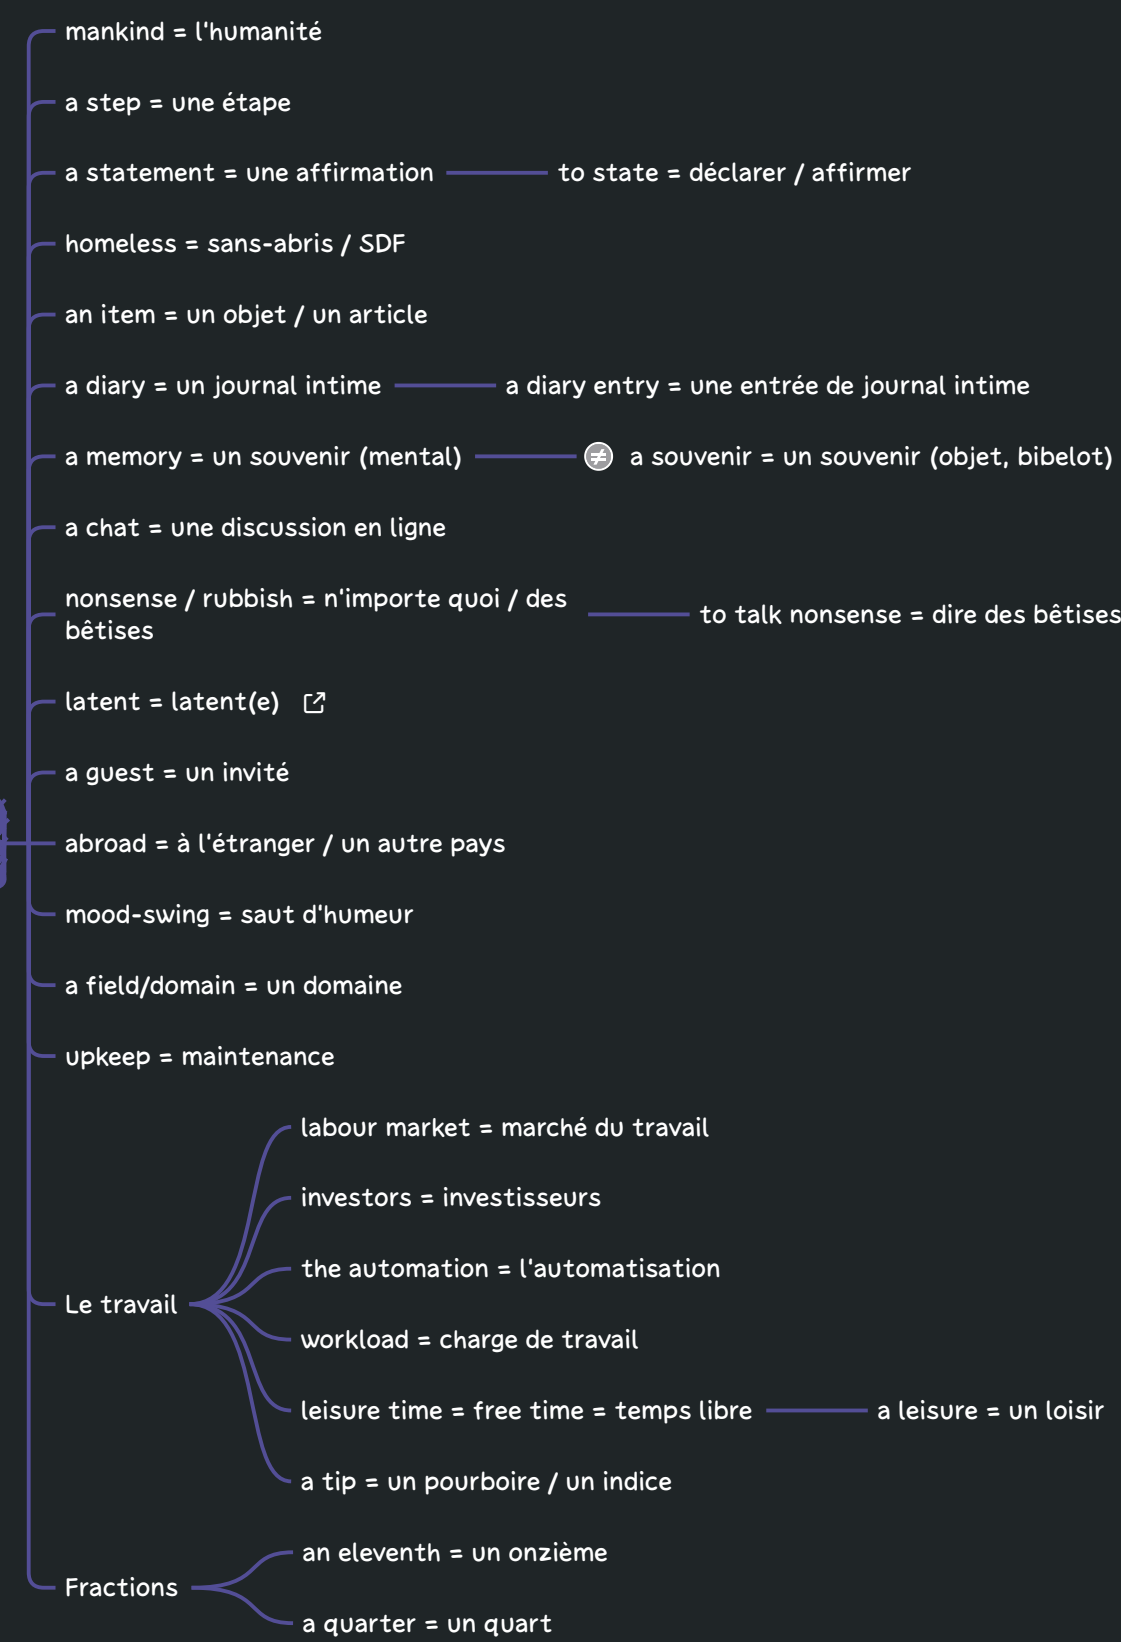 mankind = l'humanité
a step = une étape
a statement = une affirmation
to state = déclarer / affirmer
homeless = sans-abris / SDF
an item = un objet / un article
a diary = un journal intime
a diary entry = une entrée de journal intime
a memory = un souvenir (mental)
≠ a souvenir = un souvenir (objet, bibelot)
a chat = une discussion en ligne
nonsense / rubbish = n'importe quoi / des
bêtises
to talk nonsense = dire des bêtises
latent = latent(e)
a guest = un invité
abroad = à l'étranger / un autre pays
mood-swing = saut d'humeur
a field/domain = un domaine
upkeep = maintenance
Le travail
labour market = marché du travail
investors = investisseurs
the automation = l'automatisation
workload = charge de travail
leisure time = free time = temps libre
a leisure = un loisir
a tip = un pourboire / un indice
Fractions
an eleventh = un onzième
a quarter = un quart